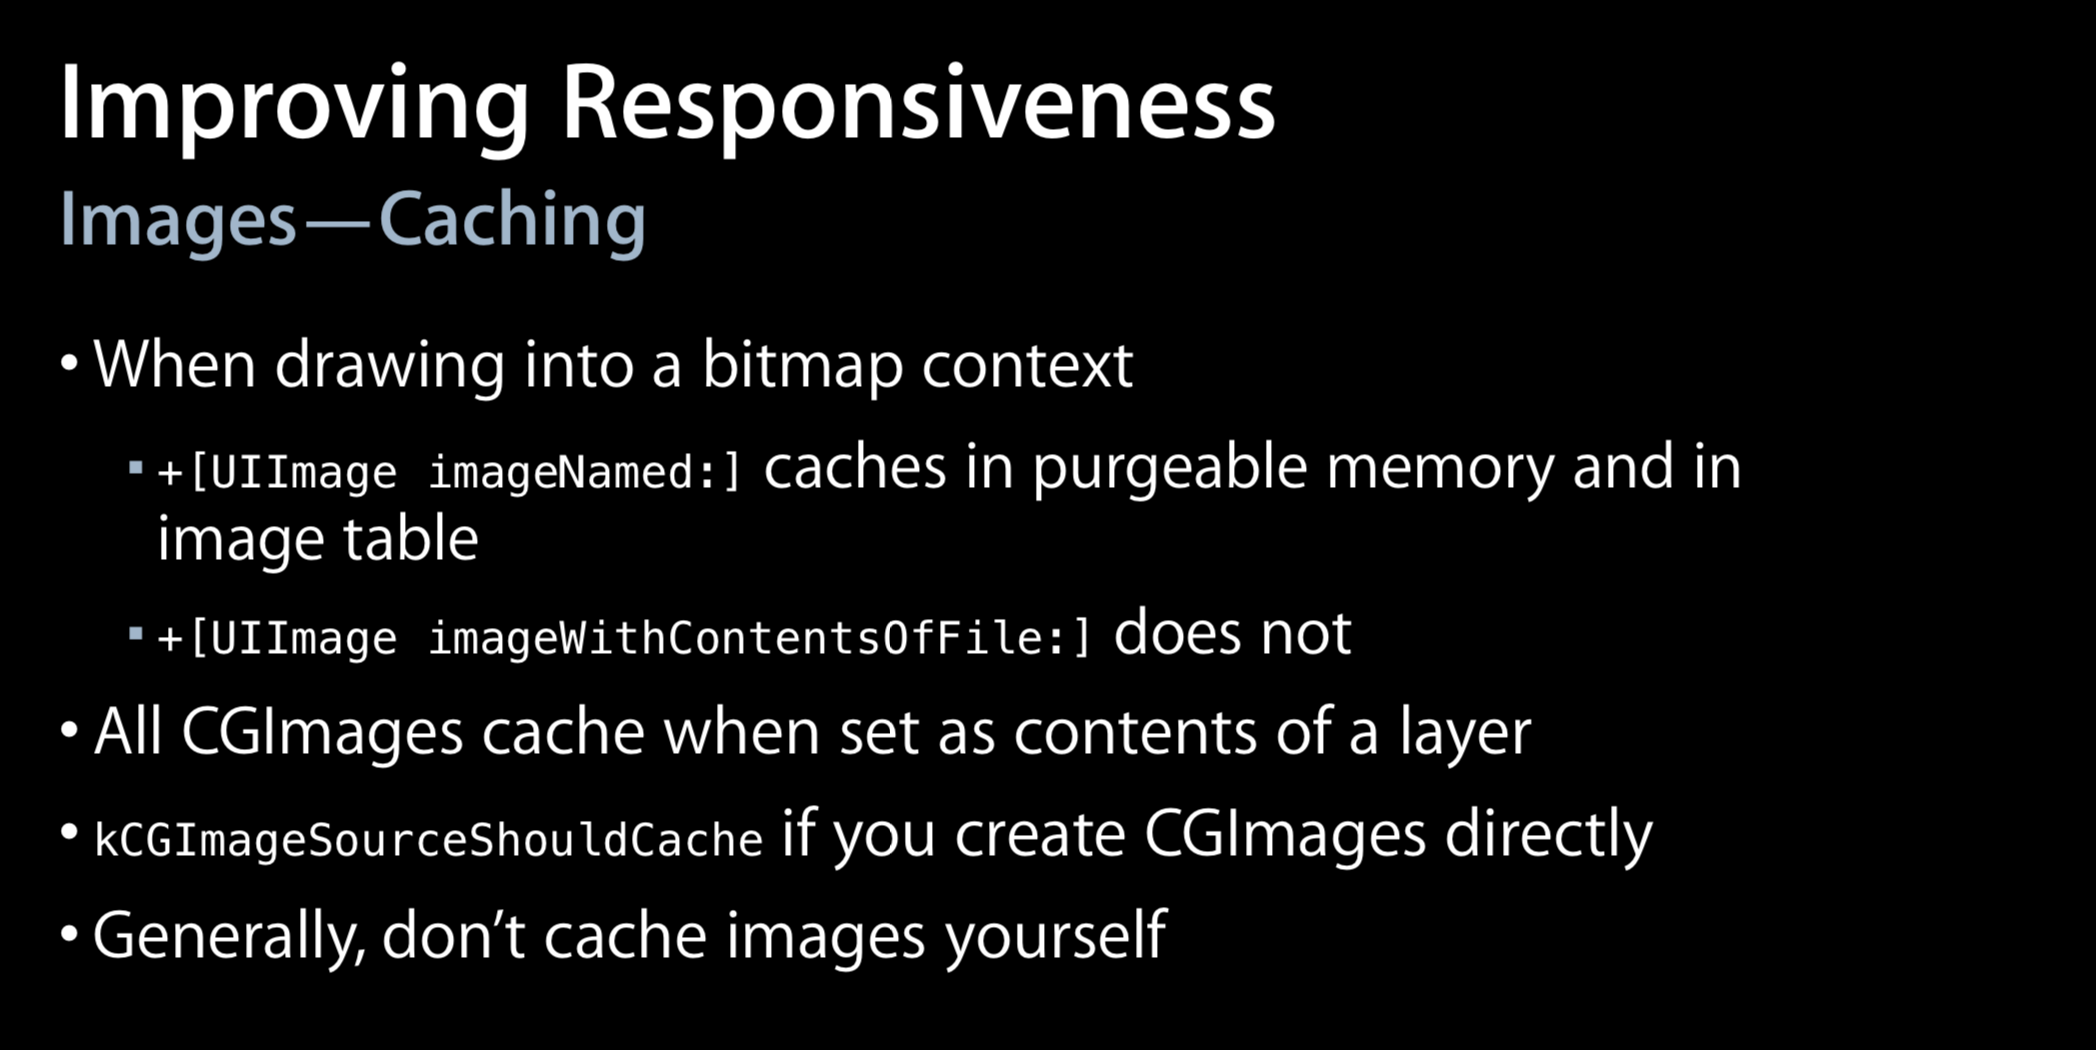 Improving Responsiveness
Images—Caching
• When drawing into a bitmap context
▪ +[UIImage imageNamed:] caches in purgeable memory and in
image table
▪ +[UIImage imageWithContentsOfFile:] does not
• All CGImages cache when set as contents of a layer
• kCGImageSourceShouldCache if you create CGImages directly
• Generally, don’t cache images yourself